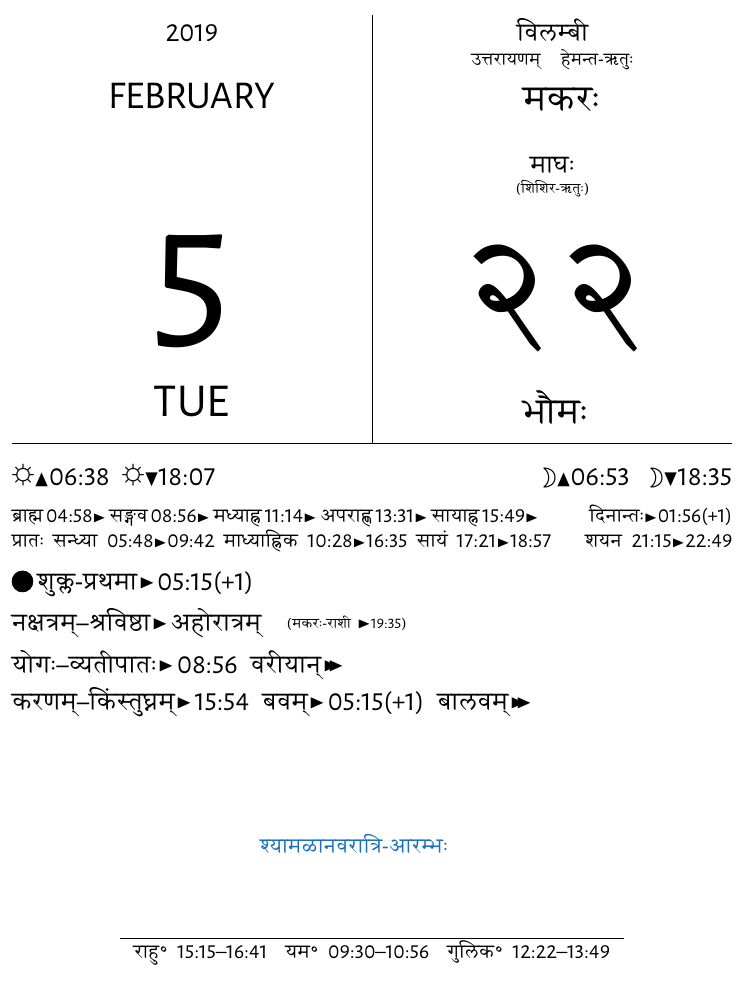 2019
FEBRUARY
5
TUE
विलम्बी
उत्तरायणम् हेमन्त-ऋतुः
मकरः
माघः
(शिशिर-ऋतुः)
२२
भौमः
☼▲06:38 ☼▼18:07 ☽▲06:53 ☽▼18:35
ब्राह्म 04:58► सङ्गव 08:56► मध्याह्न 11:14► अपराह्ण 13:31► सायाह्न 15:49► दिनान्तः►01:56(+1)
प्रातः सन्ध्या 05:48►09:42 माध्याह्निक 10:28►16:35 सायं 17:21►18:57 शयन 21:15►22:49
●शुक्ल-प्रथमा►05:15(+1)
नक्षत्रम्–श्रविष्ठा►अहोरात्रम् (मकरः-राशी ►19:35)
योगः–व्यतीपातः►08:56 वरीयान्►►
करणम्–किंस्तुघ्नम्►15:54 बवम्►05:15(+1) बालवम्►►
श्यामळानवरात्रि-आरम्भः
राहु॰ 15:15–16:41 यम॰ 09:30–10:56 गुलिक॰ 12:22–13:49